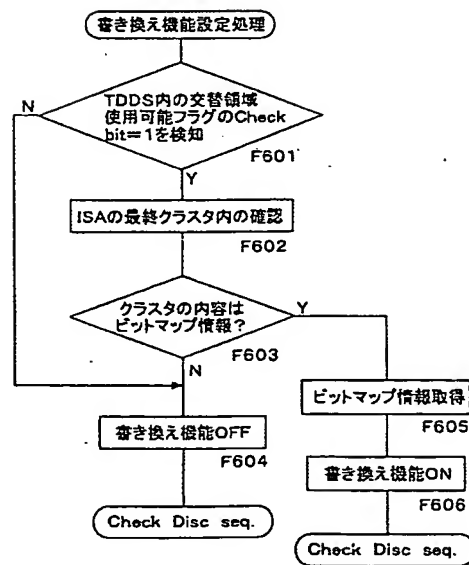 書き換え機能設定処理
N
TDDS内の交替領域
使用可能フラグのCheck
bit=1を検知
F601
Y
ISAの最終クラスタ内の確認
F602
クラスタの内容は
ビットマップ情報?
Y
F603
N
ビットマップ情報取得
F605
書き換え機能OFF
F604
書き換え機能ON
F606
Check Disc seq.
Check Disc seq.